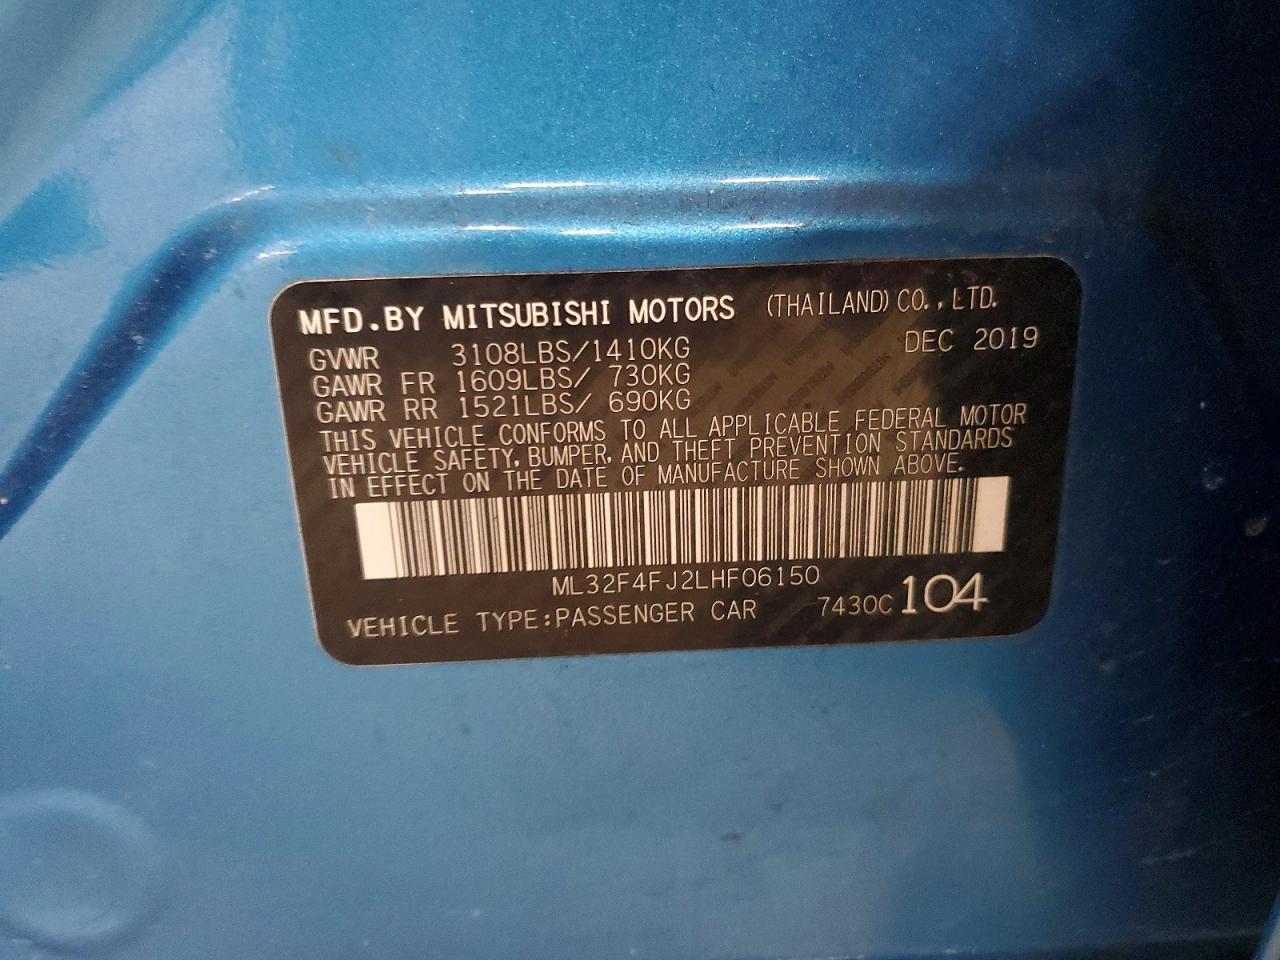 MFD.BY MITSUBISHI MOTORS (THAILAND) CO., LTD.
GVWR 3108LBS/1410KG DEC 2019
GAWR FR 1609LBS/ 730KG
GAWR RR 1521LBS/ 690KG
THIS VEHICLE CONFORMS TO ALL APPLICABLE FEDERAL MOTOR
VEHICLE SAFETY, BUMPER, AND THEFT PREVENTION STANDARDS
IN EFFECT ON THE DATE OF MANUFACTURE SHOWN ABOVE.
ML32F4FJ2LHF06150
VEHICLE TYPE:PASSENGER CAR 7430C 104